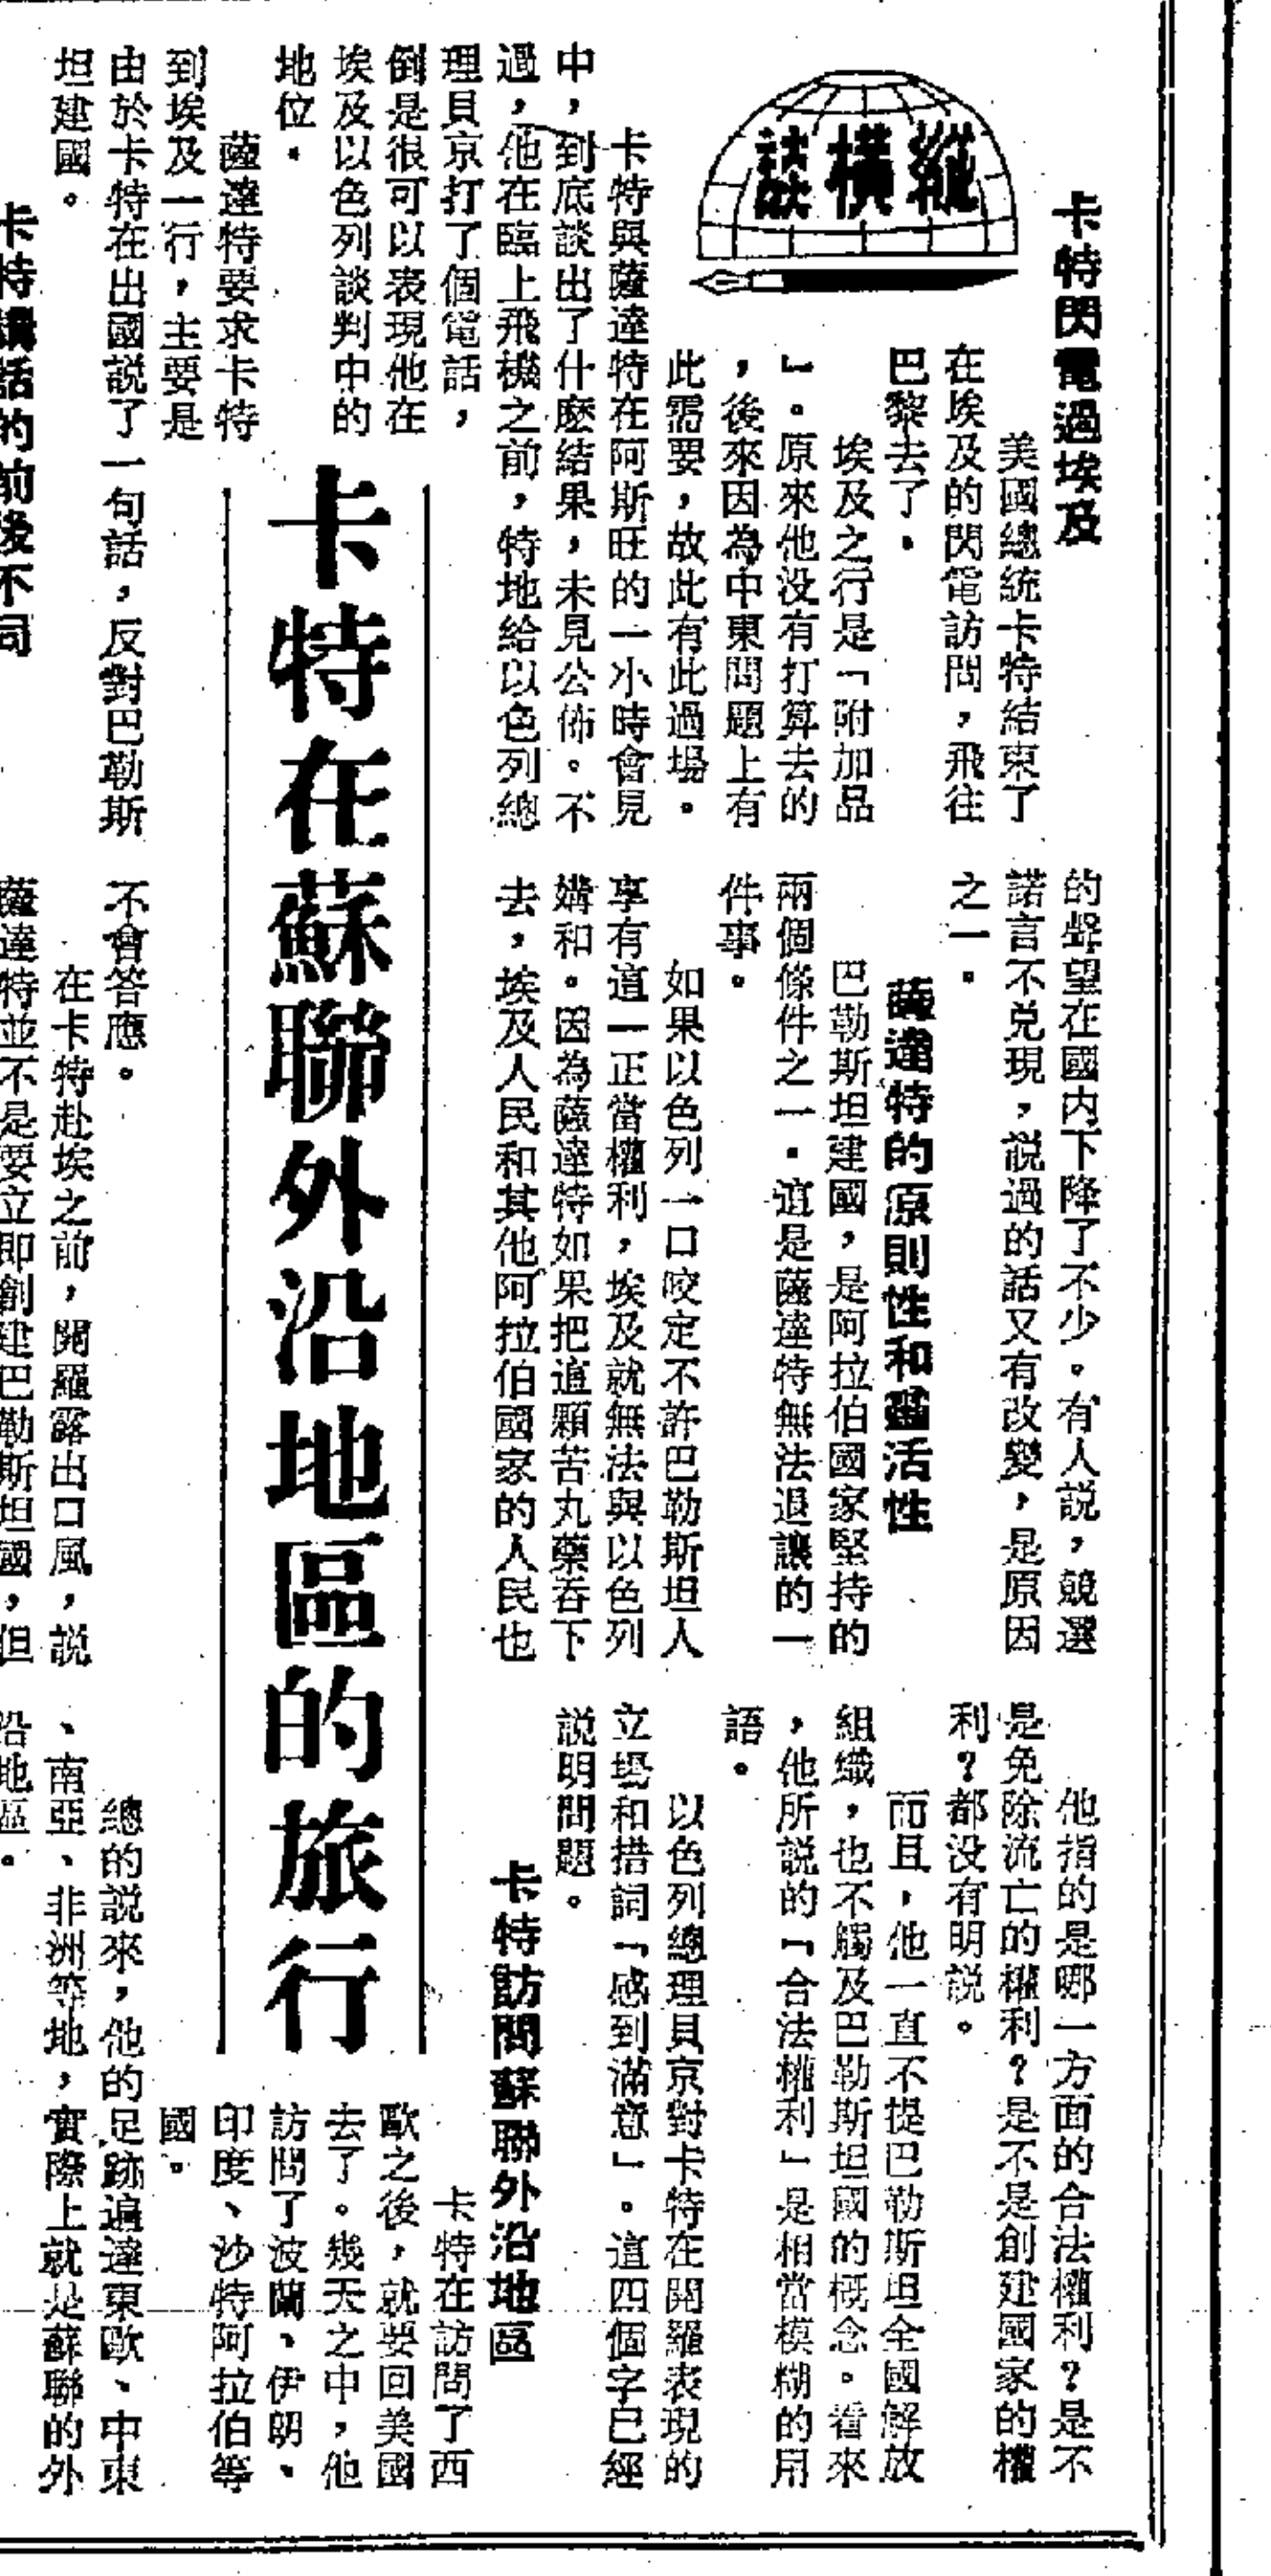 縱橫談
卡特在蘇聯外沿地區的旅行
卡特閃電過埃及
美國總統卡特結束了
在埃及的閃電訪問，飛往
巴黎去了．
埃及之行是「附加品
」。原來他没有打算去的
，後來因為中東問題上有
此需要，故此有此過場。
卡特與薩達特在阿斯旺的一小時會見
中，到底談出了什麽結果，未見公佈。不
過，他在臨上飛機之前，特地給以色列總
理貝京打了個電話，
倒是很可以表現他在
埃及以色列談判中的
地位．
薩達特要求卡特
到埃及一行，主要是
由於卡特在出國説了一句話，反對巴勒斯
坦建國。
卡特講話的前後不同
的聲望在國内下降了不少。有人説，競選
諾言不兑現，説過的話又有改變，是原因
之一。
薩達特的原則性和靈活性
巴勒斯坦建國，是阿拉伯國家堅持的
兩個條件之一．這是薩達特無法退讓的一
件事。
如果以色列一口咬定不許巴勒斯坦人
享有這一正當權利，埃及就無法與以色列
媾和。因為薩達特如果把這顆苦丸藥吞下
去，埃及人民和其他阿拉伯國家的人民也
不會答應。
在卡特赴埃之前，開羅露出口風，説
薩達特並不是要立即創建巴勒斯坦國，但
他指的是哪一方面的合法權利？是不
是免除流亡的權利？是不是創建國家的權
利？都没有明説。
而且，他一直不提巴勒斯坦全國解放
組織，也不觸及巴勒斯坦國的概念。看來
，他所説的「合法權利」是相當模糊的用
語。
以色列總理貝京對卡特在開羅表現的
立場和措詞「感到滿意」。這四個字已經
説明問題。
卡特訪問蘇聯外沿地區
卡特在訪問了西
歐之後，就要回美國
去了。幾天之中，他
訪問了波蘭、伊朗、
印度、沙特阿拉伯等
國。
總的説來，他的足跡遍達東歐、中東
、南亞、非洲等地，實際上就是蘇聯的外
沿地區。